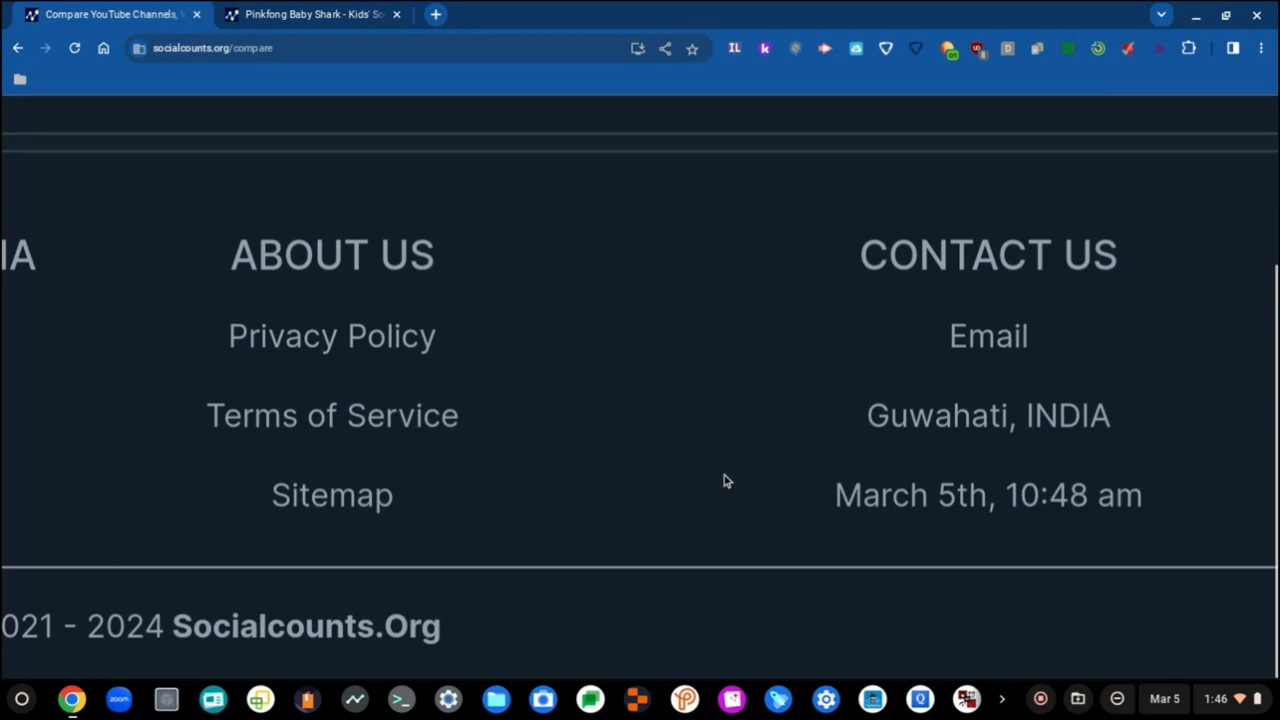 Compare YouTube Channels,
Pinkfong Baby Shark - Kids' So
socialcounts.org/compare
IA
ABOUT US
CONTACT US
Privacy Policy
Email
Terms of Service
Guwahati, INDIA
Sitemap
March 5th, 10:48 am
021 - 2024 Socialcounts.Org
zoom
Mar 5
1:46